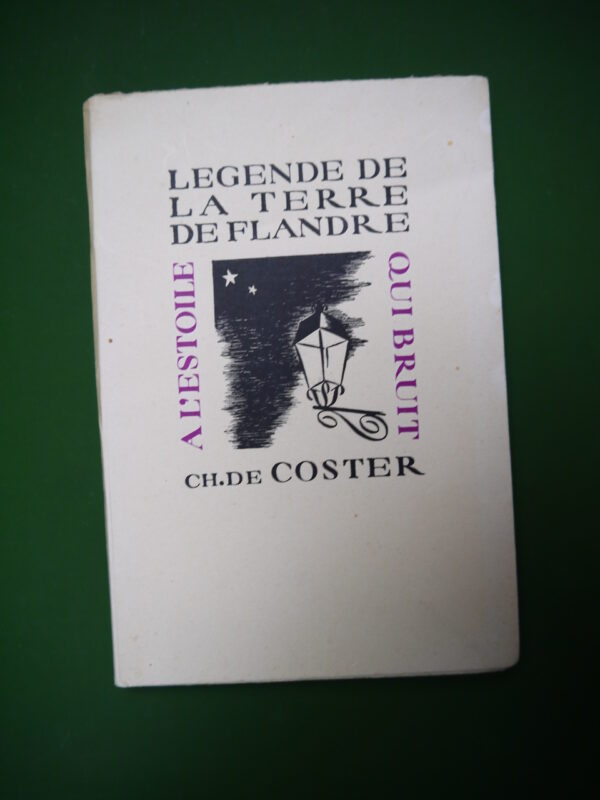 LEGENDE DE
LA TERRE
DE FLANDRE
A L'ESTOILE
QUI BRUIT
CH. DE COSTER